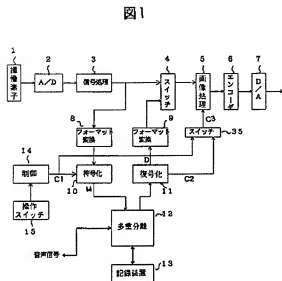 図1
1
2
3
4
5
6
7
撮像素子
A/D
信号処理
スイッチ
画像処理
エンコーダ
D/A
C3
8
9
フォーマット変換
フォーマット変換
スイッチ
35
14
制御
C1
符号化
10
D
復号化
11
C2
M
操作スイッチ
15
12
多重分離
音声信号
13
記録装置